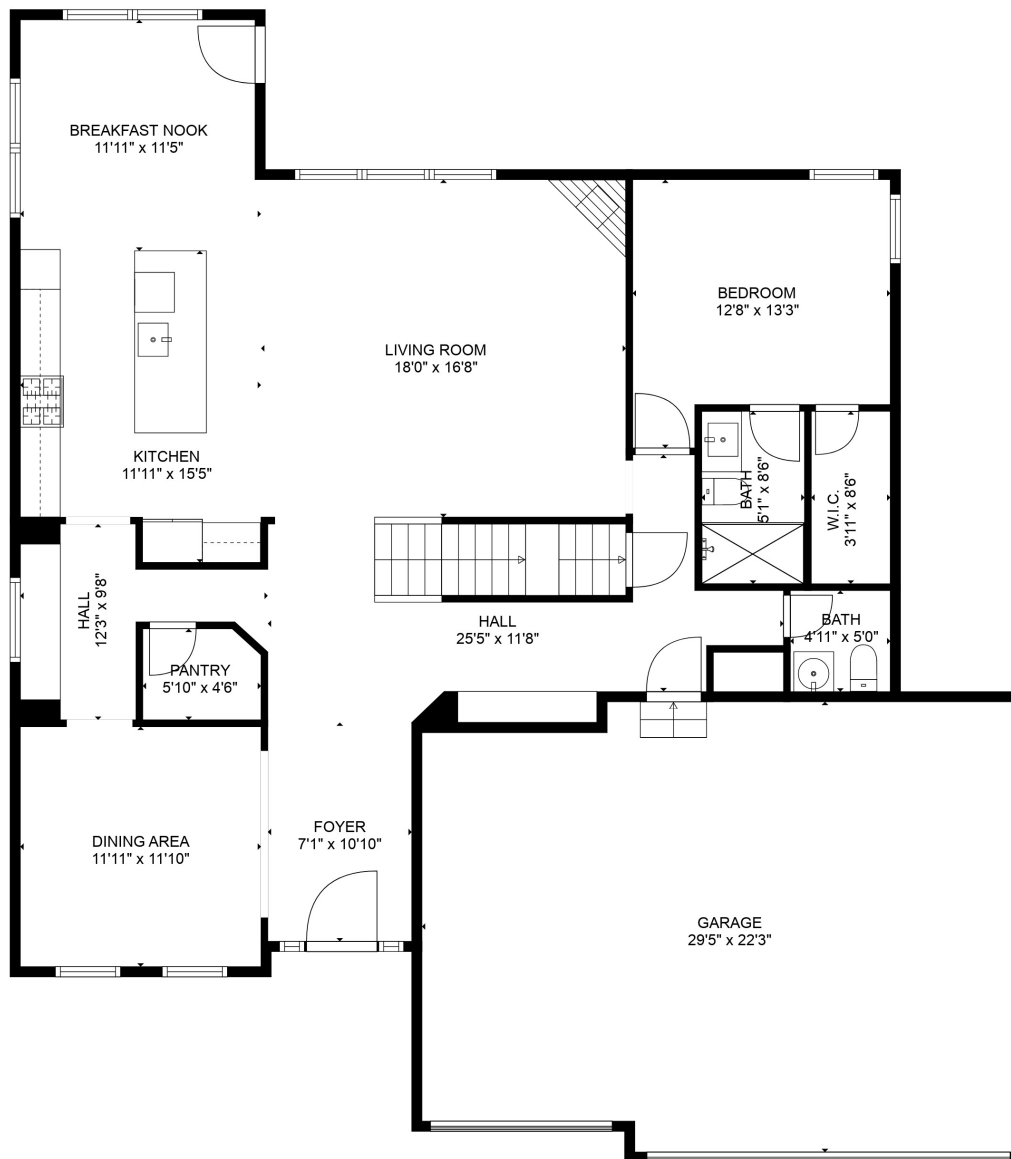 BREAKFAST NOOK
11'11" x 11'5"
BEDROOM
12'8" x 13'3"
LIVING ROOM
18'0" x 16'8"
KITCHEN
11'11" x 15'5"
BATH
5'1" x 8'6"
W.I.C.
3'11" x 8'6"
HALL
12'3" x 9'8"
HALL
25'5" x 11'8"
BATH
4'11" x 5'0"
PANTRY
5'10" x 4'6"
FOYER
7'1" x 10'10"
DINING AREA
11'11" x 11'10"
GARAGE
29'5" x 22'3"